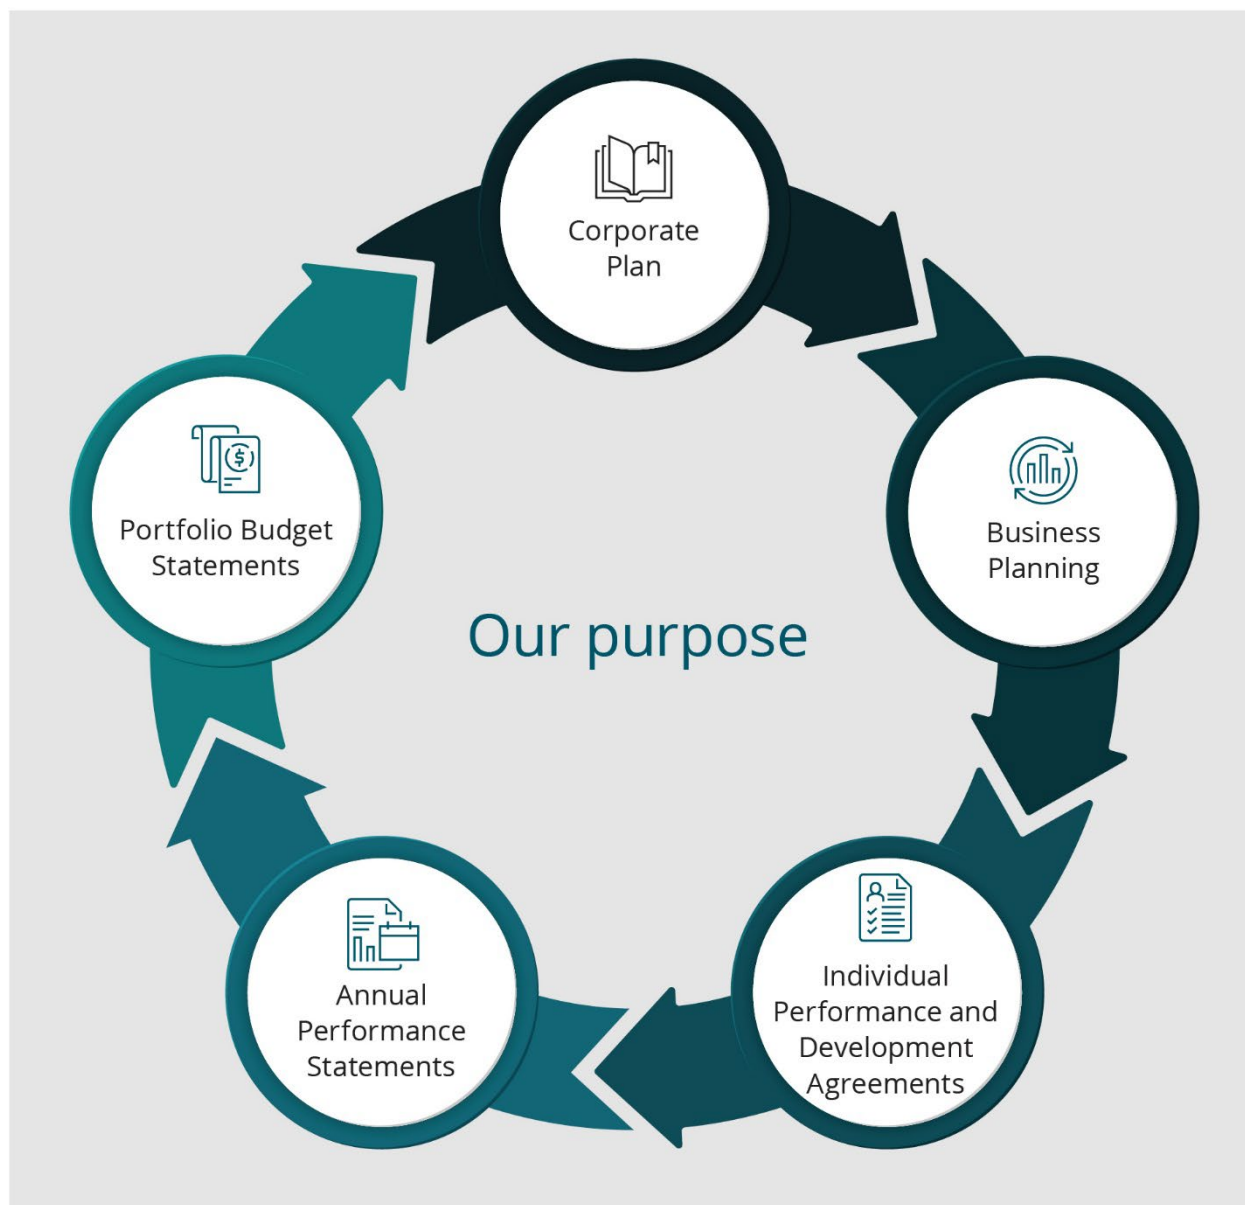 Corporate
Plan
Business
Planning
Individual
Performance and
Development
Agreements
Annual
Performance
Statements
Portfolio Budget
Statements
Our purpose